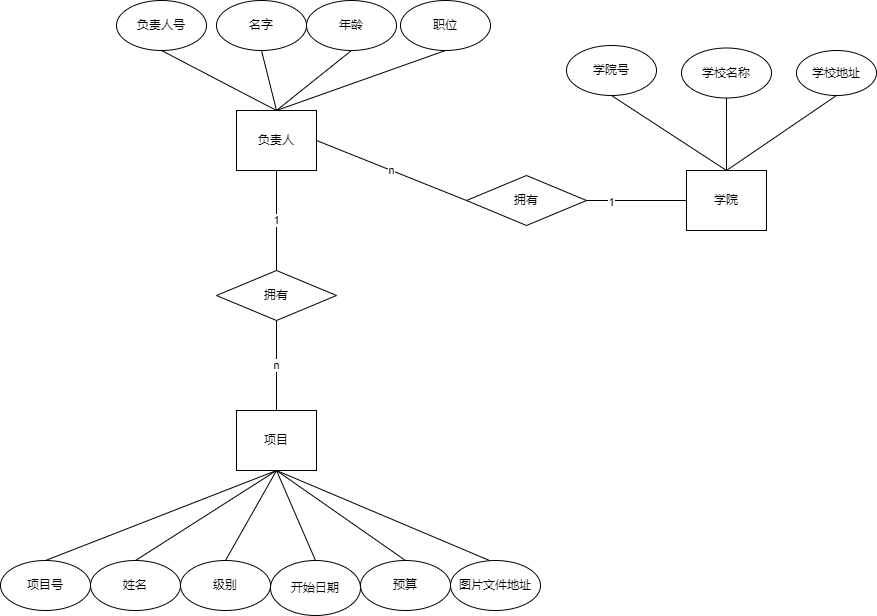 负责人号
名字
年龄
职位
学院号
学校名称
学校地址
负责人
n
拥有
1
学院
1
拥有
n
项目
项目号
姓名
级别
开始日期
预算
图片文件地址